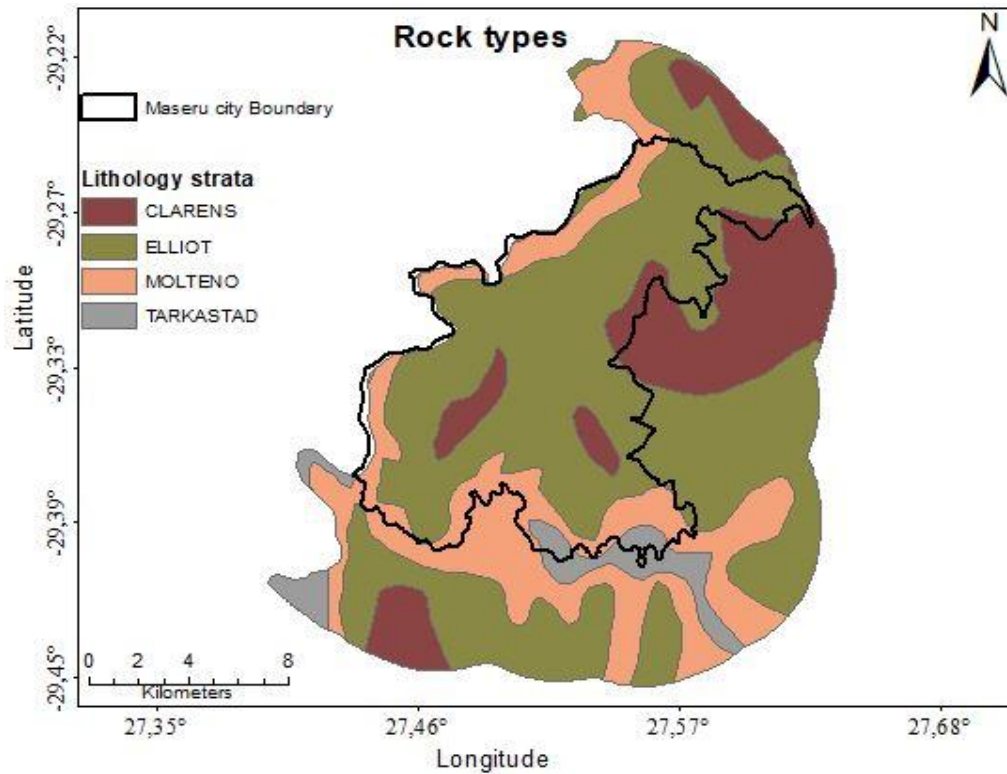 Rock types
N
Maseru city Boundary
Lithology strata
CLARENS
ELLIOT
MOLTENO
TARKASTAD
Latitude
-29,22°
-29,27°
-29,33°
-29,39°
-29,45°
0 2 4 8
Kilometers
27,35° 27,46° 27,57° 27,68°
Longitude